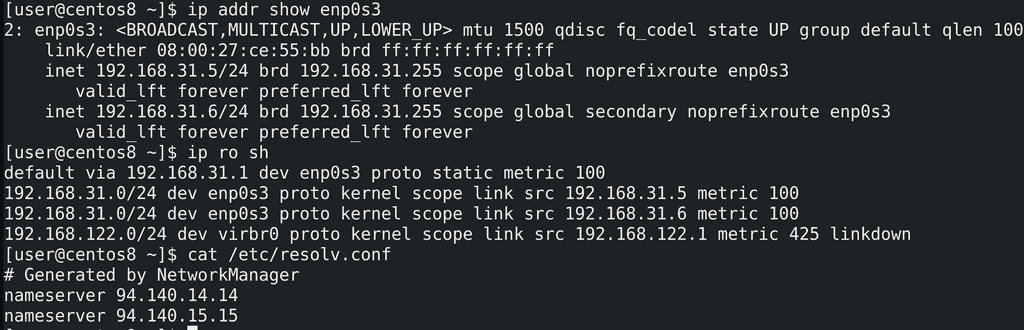 [user@centos8 ~]$ ip addr show enp0s3
2: enp0s3: <BROADCAST,MULTICAST,UP,LOWER_UP> mtu 1500 qdisc fq_codel state UP group default qlen 100
    link/ether 08:00:27:ce:55:bb brd ff:ff:ff:ff:ff:ff
    inet 192.168.31.5/24 brd 192.168.31.255 scope global noprefixroute enp0s3
       valid_lft forever preferred_lft forever
    inet 192.168.31.6/24 brd 192.168.31.255 scope global secondary noprefixroute enp0s3
       valid_lft forever preferred_lft forever
[user@centos8 ~]$ ip ro sh
default via 192.168.31.1 dev enp0s3 proto static metric 100
192.168.31.0/24 dev enp0s3 proto kernel scope link src 192.168.31.5 metric 100
192.168.31.0/24 dev enp0s3 proto kernel scope link src 192.168.31.6 metric 100
192.168.122.0/24 dev virbr0 proto kernel scope link src 192.168.122.1 metric 425 linkdown
[user@centos8 ~]$ cat /etc/resolv.conf
# Generated by NetworkManager
nameserver 94.140.14.14
nameserver 94.140.15.15